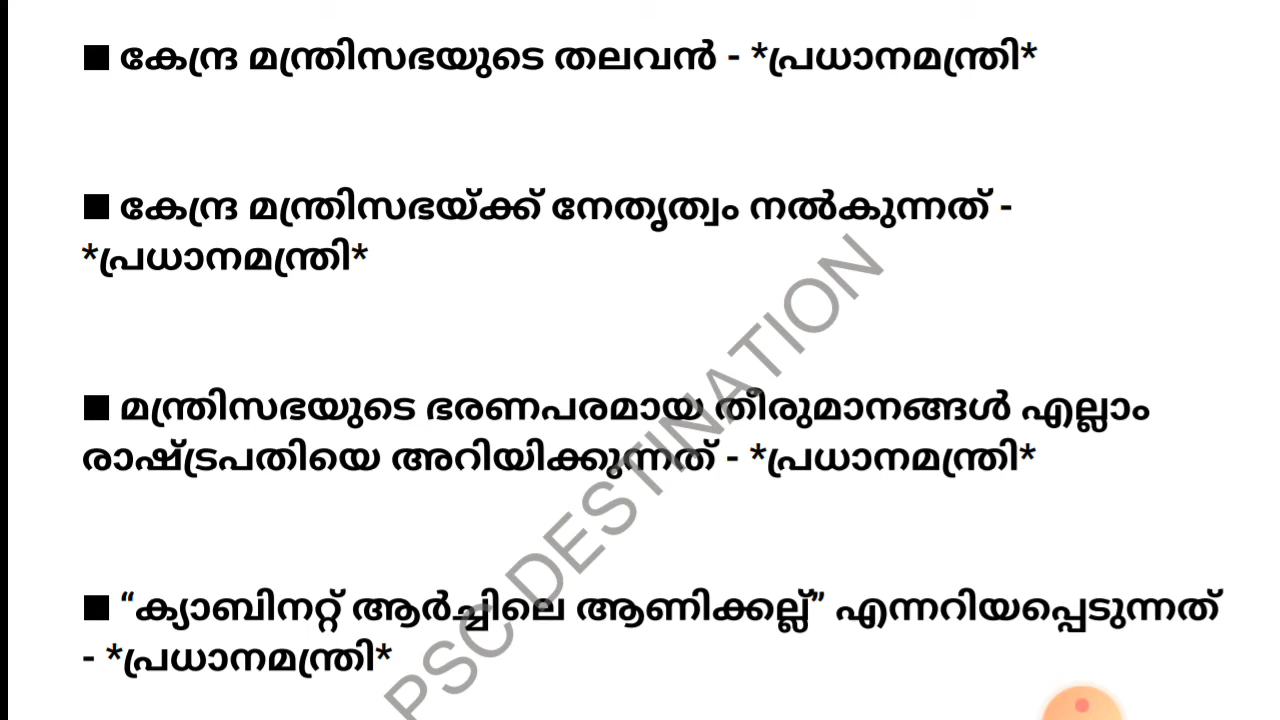 ■ കേന്ദ്ര മന്ത്രിസഭയുടെ തലവൻ - *പ്രധാനമന്ത്രി*
■ കേന്ദ്ര മന്ത്രിസഭയ്ക്ക് നേതൃത്വം നൽകുന്നത് -
*പ്രധാനമന്ത്രി*
■ മന്ത്രിസഭയുടെ ഭരണപരമായ തീരുമാനങ്ങൾ എല്ലാം
രാഷ്ട്രപതിയെ അറിയിക്കുന്നത് - *പ്രധാനമന്ത്രി*
■ “ക്യാബിനറ്റ് ആർച്ചിലെ ആണിക്കല്ല്” എന്നറിയപ്പെടുന്നത്
- *പ്രധാനമന്ത്രി*
PSC DESTINATION